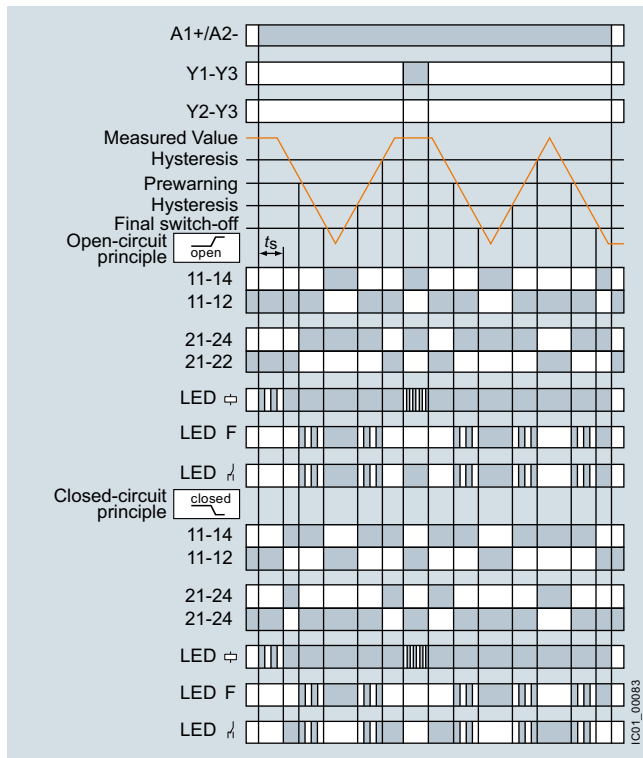 A1+/A2-
Y1-Y3
Y2-Y3
Measured Value
Hysteresis
Prewarning
Hysteresis
Final switch-off
Open-circuit
principle
open
ts
11-14
11-12
21-24
21-22
LED
LED F
LED
Closed-circuit
principle
closed
11-14
11-12
21-24
21-24
LED
LED F
LED
IC01_00083